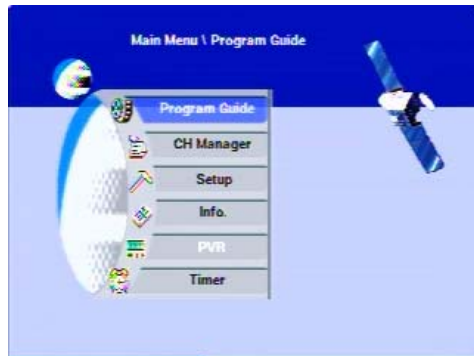 Main Menu \ Program Guide
Program Guide
CH Manager
Setup
Info.
PVR
Timer